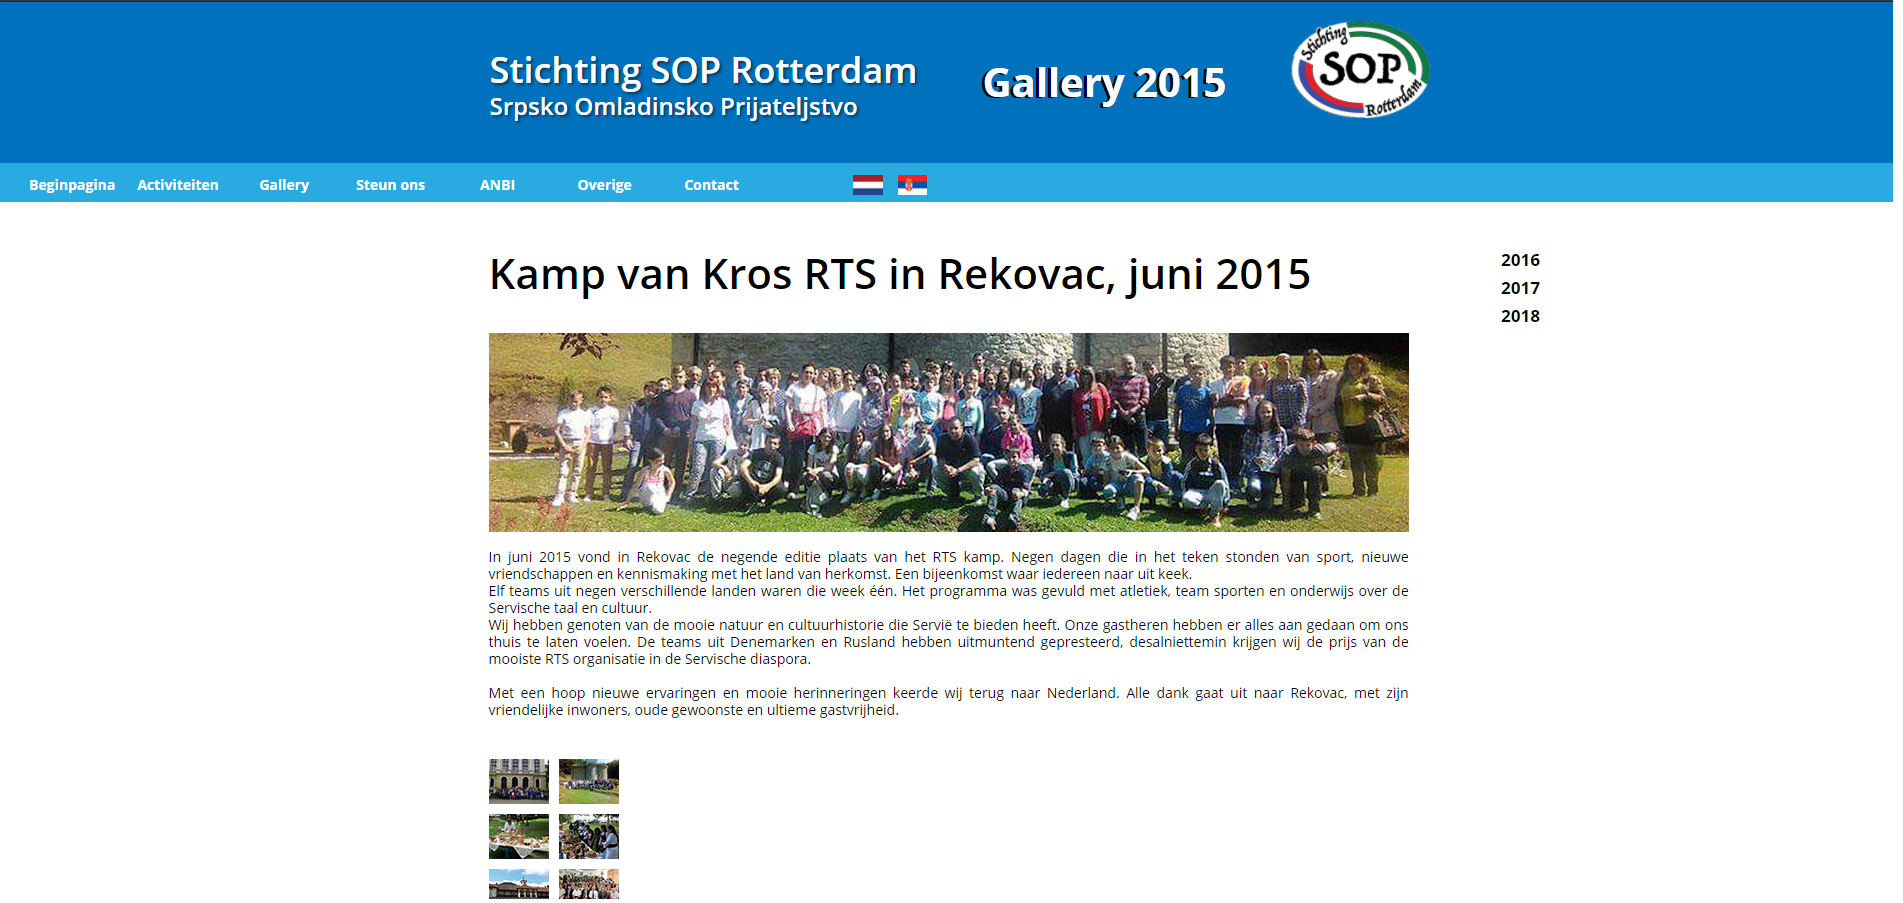 Stichting SOP Rotterdam
Srpsko Omladinsko Prijateljstvo
Gallery 2015
Stichting
SOP
Rotterdam
Beginpagina Activiteiten Gallery Steun ons ANBI Overige Contact
Kamp van Kros RTS in Rekovac, juni 2015
2016
2017
2018
In juni 2015 vond in Rekovac de negende editie plaats van het RTS kamp. Negen dagen die in het teken stonden van sport, nieuwe
vriendschappen en kennismaking met het land van herkomst. Een bijeenkomst waar iedereen naar uit keek.
Elf teams uit negen verschillende landen waren die week één. Het programma was gevuld met atletiek, team sporten en onderwijs over de
Servische taal en cultuur.
Wij hebben genoten van de mooie natuur en cultuurhistorie die Servië te bieden heeft. Onze gastheren hebben er alles aan gedaan om ons
thuis te laten voelen. De teams uit Denemarken en Rusland hebben uitmuntend gepresteerd, desalniettemin krijgen wij de prijs van de
mooiste RTS organisatie in de Servische diaspora.
Met een hoop nieuwe ervaringen en mooie herinneringen keerde wij terug naar Nederland. Alle dank gaat uit naar Rekovac, met zijn
vriendelijke inwoners, oude gewoonste en ultieme gastvrijheid.